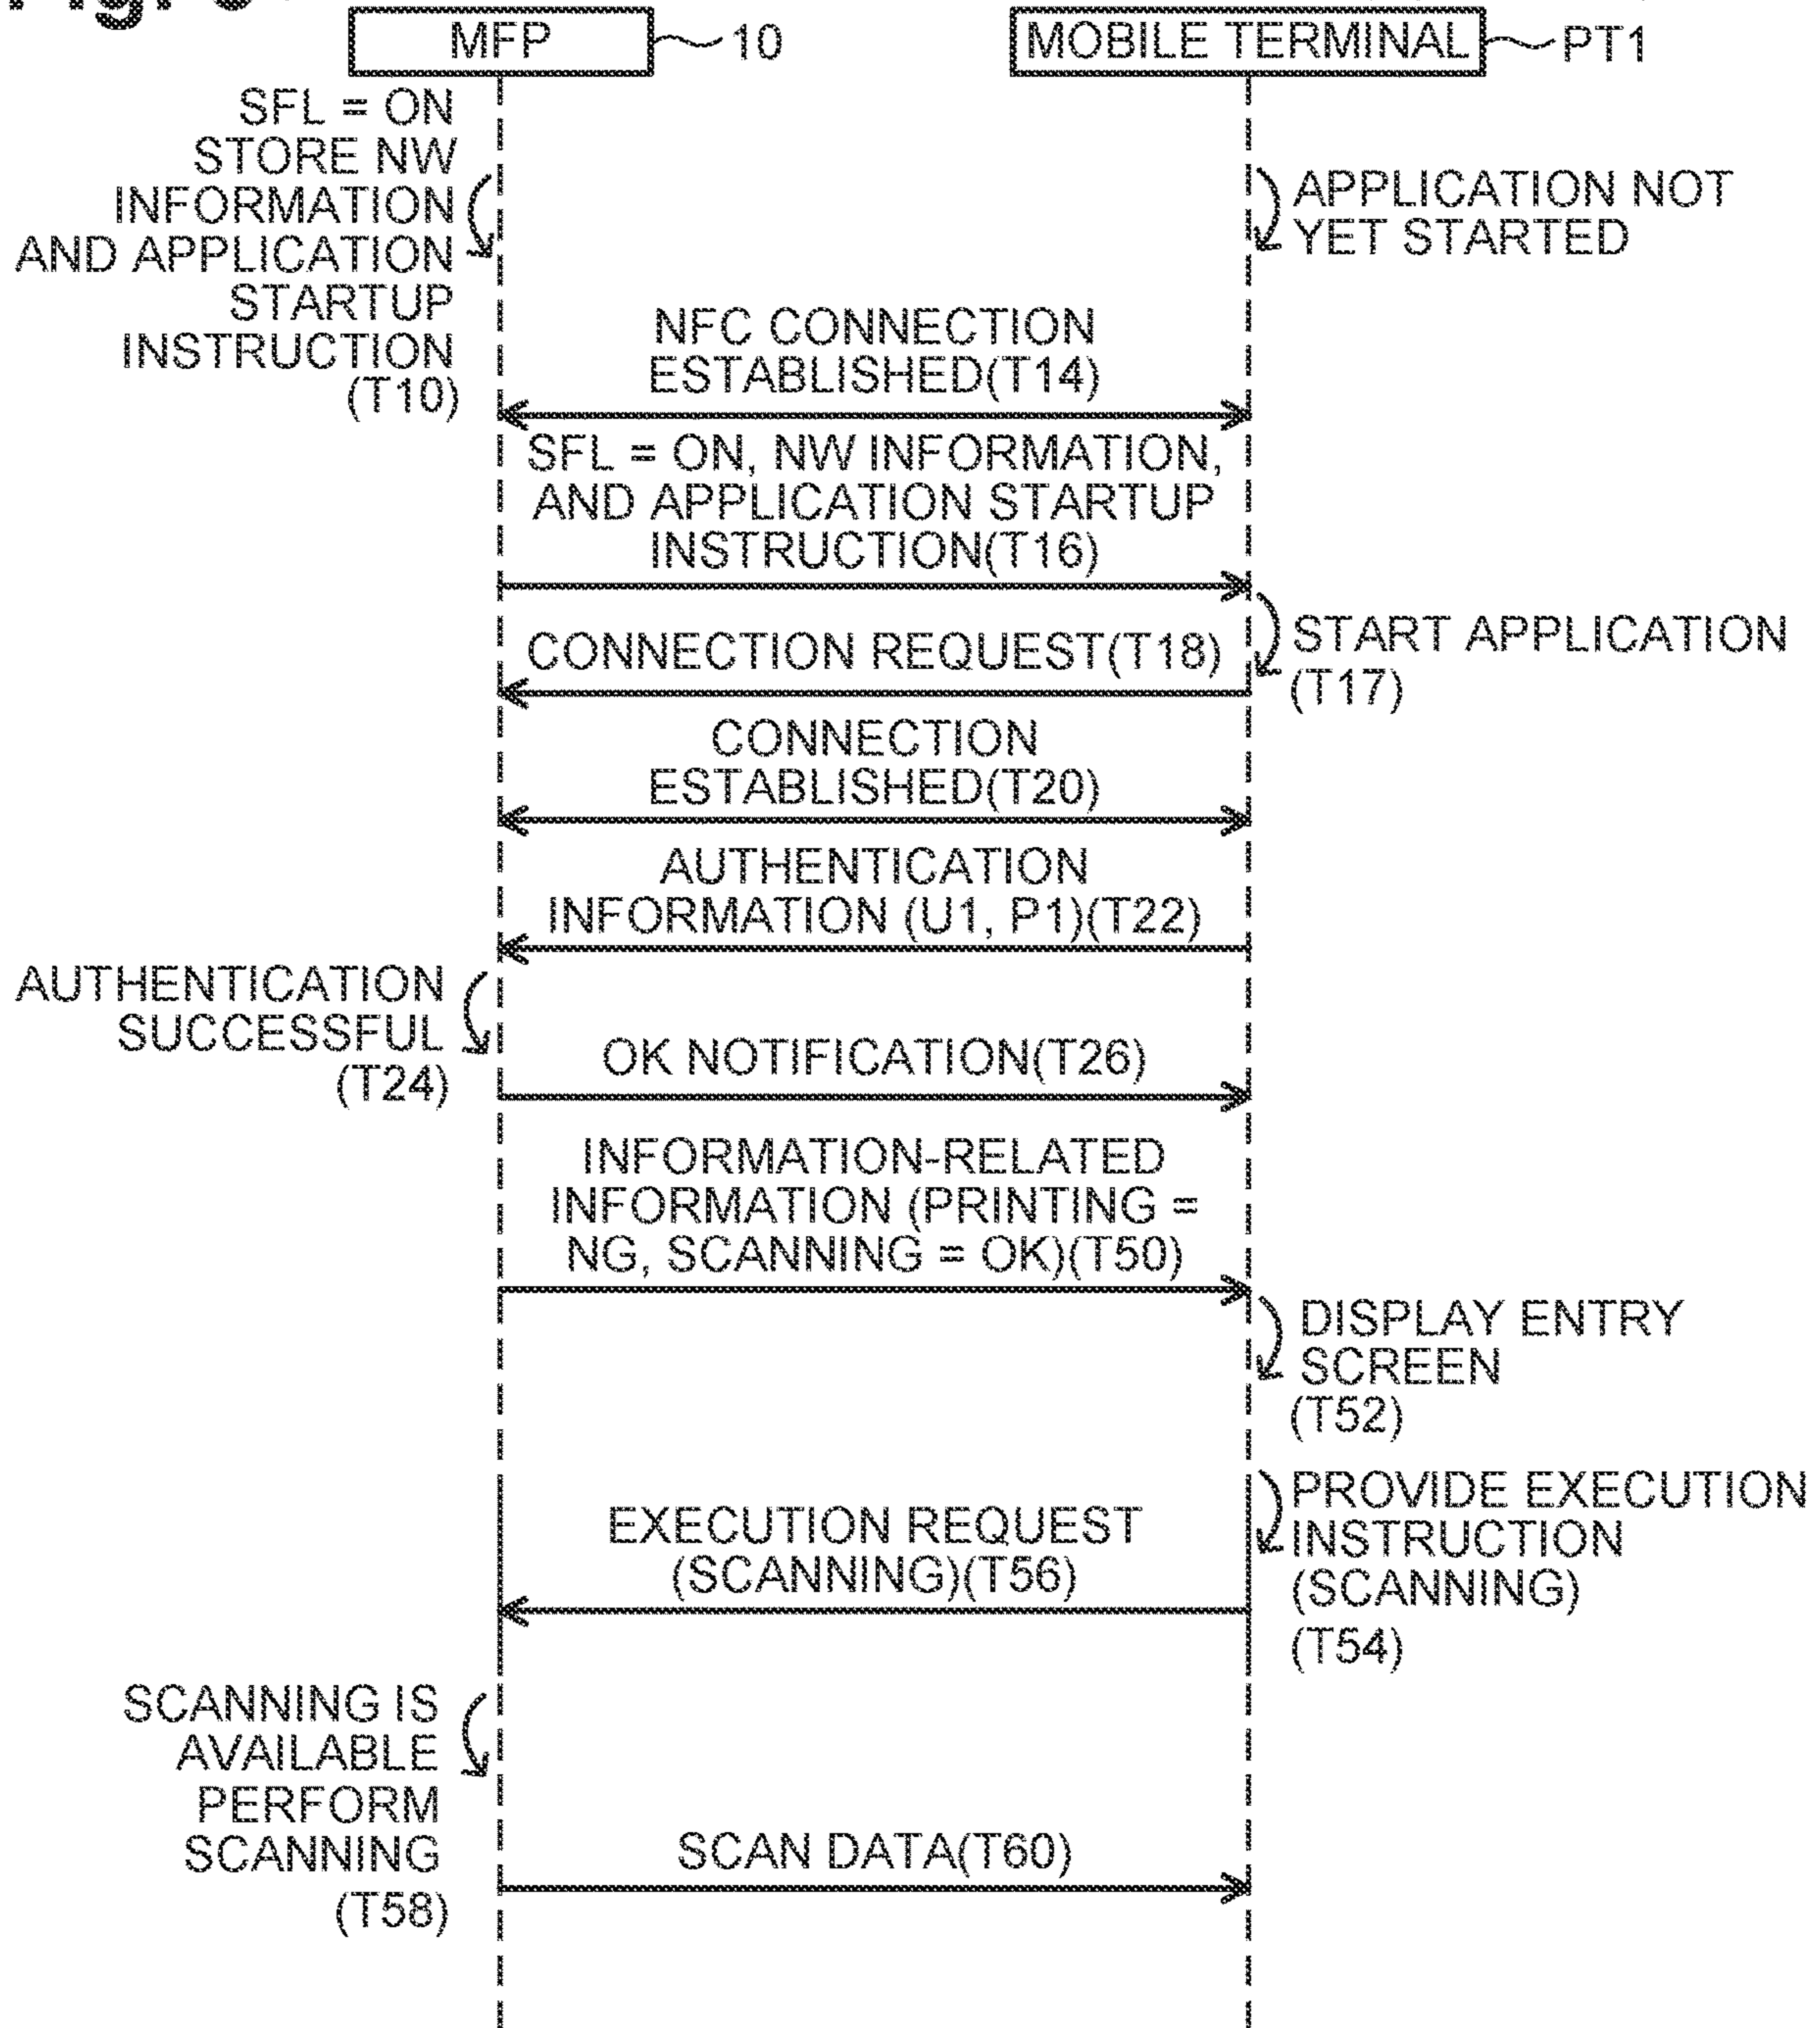 MFP
10
MOBILE TERMINAL
PT1
SFL = ON
STORE NW
INFORMATION
AND APPLICATION
STARTUP
INSTRUCTION
(T10)
APPLICATION NOT
YET STARTED
NFC CONNECTION
ESTABLISHED(T14)
SFL = ON, NW INFORMATION,
AND APPLICATION STARTUP
INSTRUCTION(T16)
START APPLICATION
(T17)
CONNECTION REQUEST(T18)
CONNECTION
ESTABLISHED(T20)
AUTHENTICATION
INFORMATION (U1, P1)(T22)
AUTHENTICATION
SUCCESSFUL
(T24)
OK NOTIFICATION(T26)
INFORMATION-RELATED
INFORMATION (PRINTING =
NG, SCANNING = OK)(T50)
DISPLAY ENTRY
SCREEN
(T52)
PROVIDE EXECUTION
INSTRUCTION
(SCANNING)
(T54)
EXECUTION REQUEST
(SCANNING)(T56)
SCANNING IS
AVAILABLE
PERFORM
SCANNING
(T58)
SCAN DATA(T60)